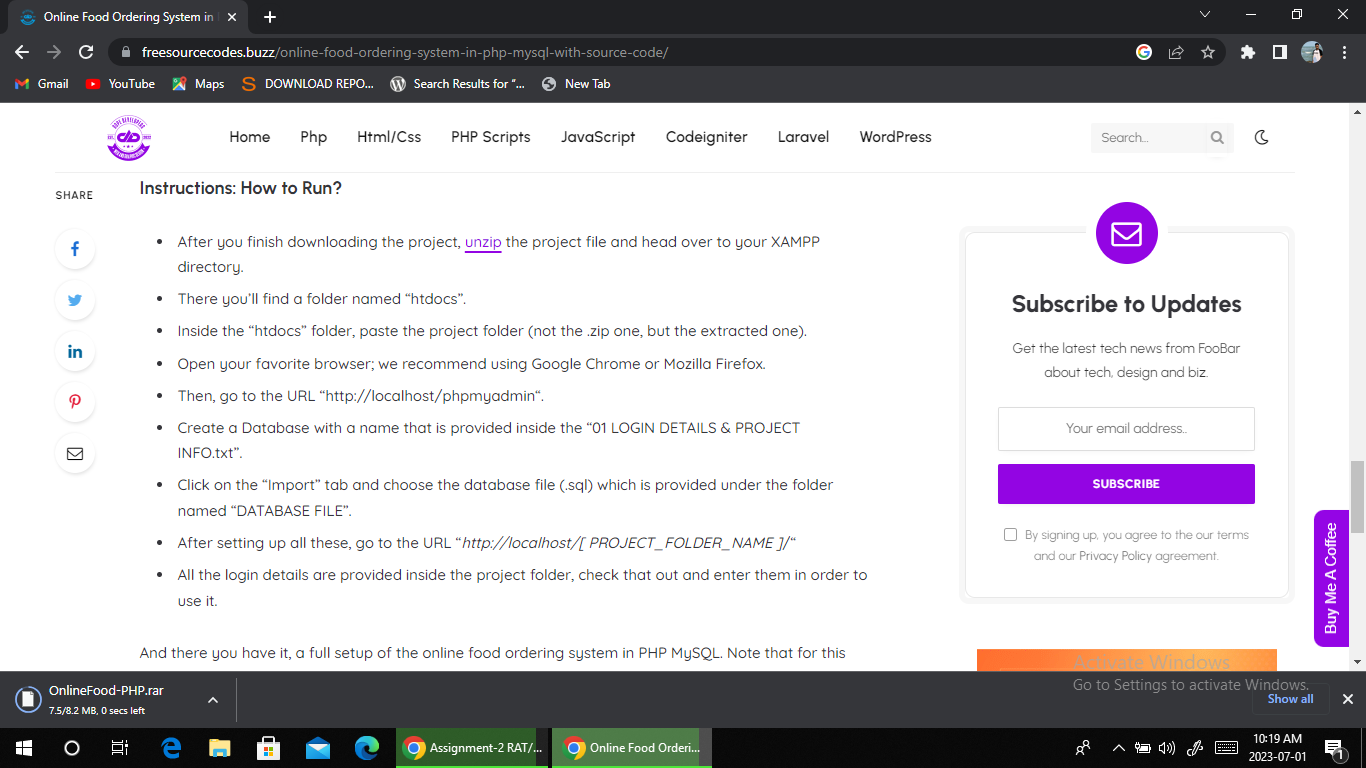 Online Food Ordering System in
freesourcecodes.buzz/online-food-ordering-system-in-php-mysql-with-source-code/
Gmail YouTube Maps DOWNLOAD REPO... Search Results for “... New Tab
Home Php Html/Css PHP Scripts JavaScript Codeigniter Laravel WordPress Search...
SHARE
Instructions: How to Run?
After you finish downloading the project, unzip the project file and head over to your XAMPP
directory.
There you’ll find a folder named “htdocs”.
Inside the “htdocs” folder, paste the project folder (not the .zip one, but the extracted one).
Open your favorite browser; we recommend using Google Chrome or Mozilla Firefox.
Then, go to the URL “http://localhost/phpmyadmin“.
Create a Database with a name that is provided inside the “01 LOGIN DETAILS & PROJECT
INFO.txt”.
Click on the “Import” tab and choose the database file (.sql) which is provided under the folder
named “DATABASE FILE”.
After setting up all these, go to the URL “http://localhost/[ PROJECT_FOLDER_NAME ]/“
All the login details are provided inside the project folder, check that out and enter them in order to
use it.
And there you have it, a full setup of the online food ordering system in PHP MySQL. Note that for this
Subscribe to Updates
Get the latest tech news from FooBar
about tech, design and biz.
Your email address..
SUBSCRIBE
By signing up, you agree to the our terms
and our Privacy Policy agreement.
Buy Me A Coffee
Activate Windows
Go to Settings to activate Windows.
OnlineFood-PHP.rar
7.5/8.2 MB, 0 secs left
Show all
Assignment-2 RAT/... Online Food Orderi...
10:19 AM
2023-07-01
1